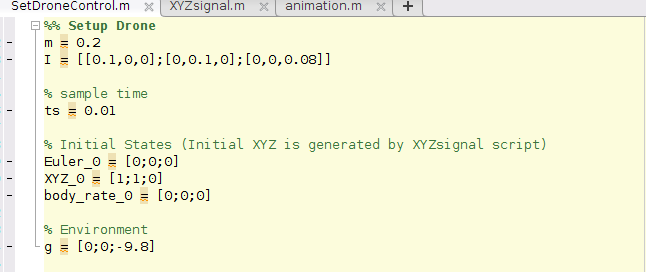 SetDroneControl.m × XYZsignal.m × animation.m × +
%% Setup Drone
m = 0.2
I = [[0.1,0,0];[0,0.1,0];[0,0,0.08]]
% sample time
ts = 0.01
% Initial States (Initial XYZ is generated by XYZsignal script)
Euler_0 = [0;0;0]
XYZ_0 = [1;1;0]
body_rate_0 = [0;0;0]
% Environment
g = [0;0;-9.8]